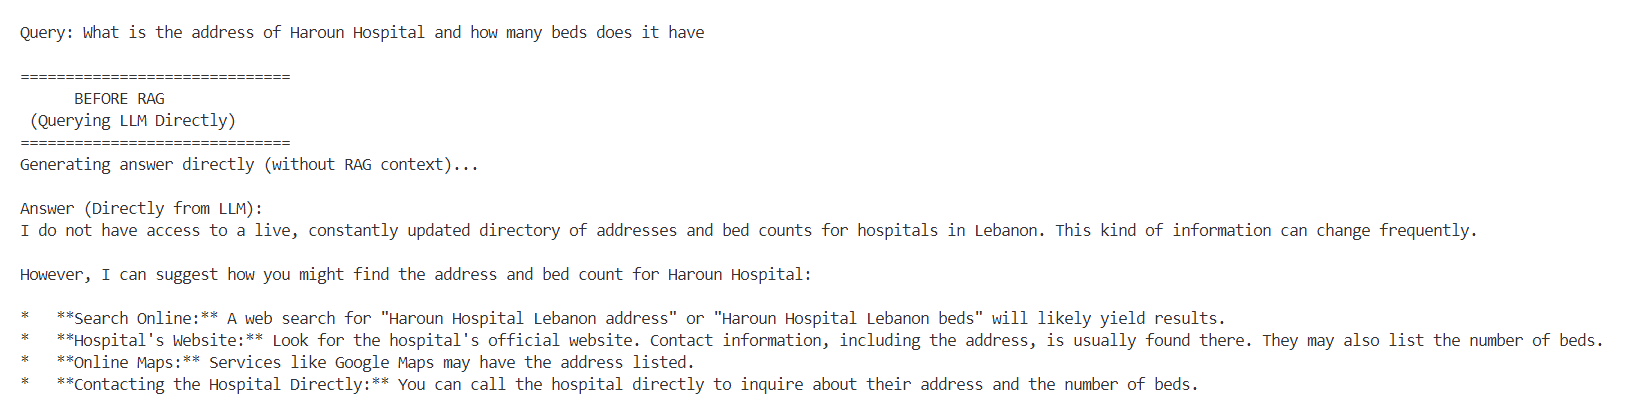 Query: What is the address of Haroun Hospital and how many beds does it have
==============================
BEFORE RAG
(Querying LLM Directly)
==============================
Generating answer directly (without RAG context)...
Answer (Directly from LLM):
I do not have access to a live, constantly updated directory of addresses and bed counts for hospitals in Lebanon. This kind of information can change frequently.
However, I can suggest how you might find the address and bed count for Haroun Hospital:
*   **Search Online:** A web search for "Haroun Hospital Lebanon address" or "Haroun Hospital Lebanon beds" will likely yield results.
*   **Hospital's Website:** Look for the hospital's official website. Contact information, including the address, is usually found there. They may also list the number of beds.
*   **Online Maps:** Services like Google Maps may have the address listed.
*   **Contacting the Hospital Directly:** You can call the hospital directly to inquire about their address and the number of beds.